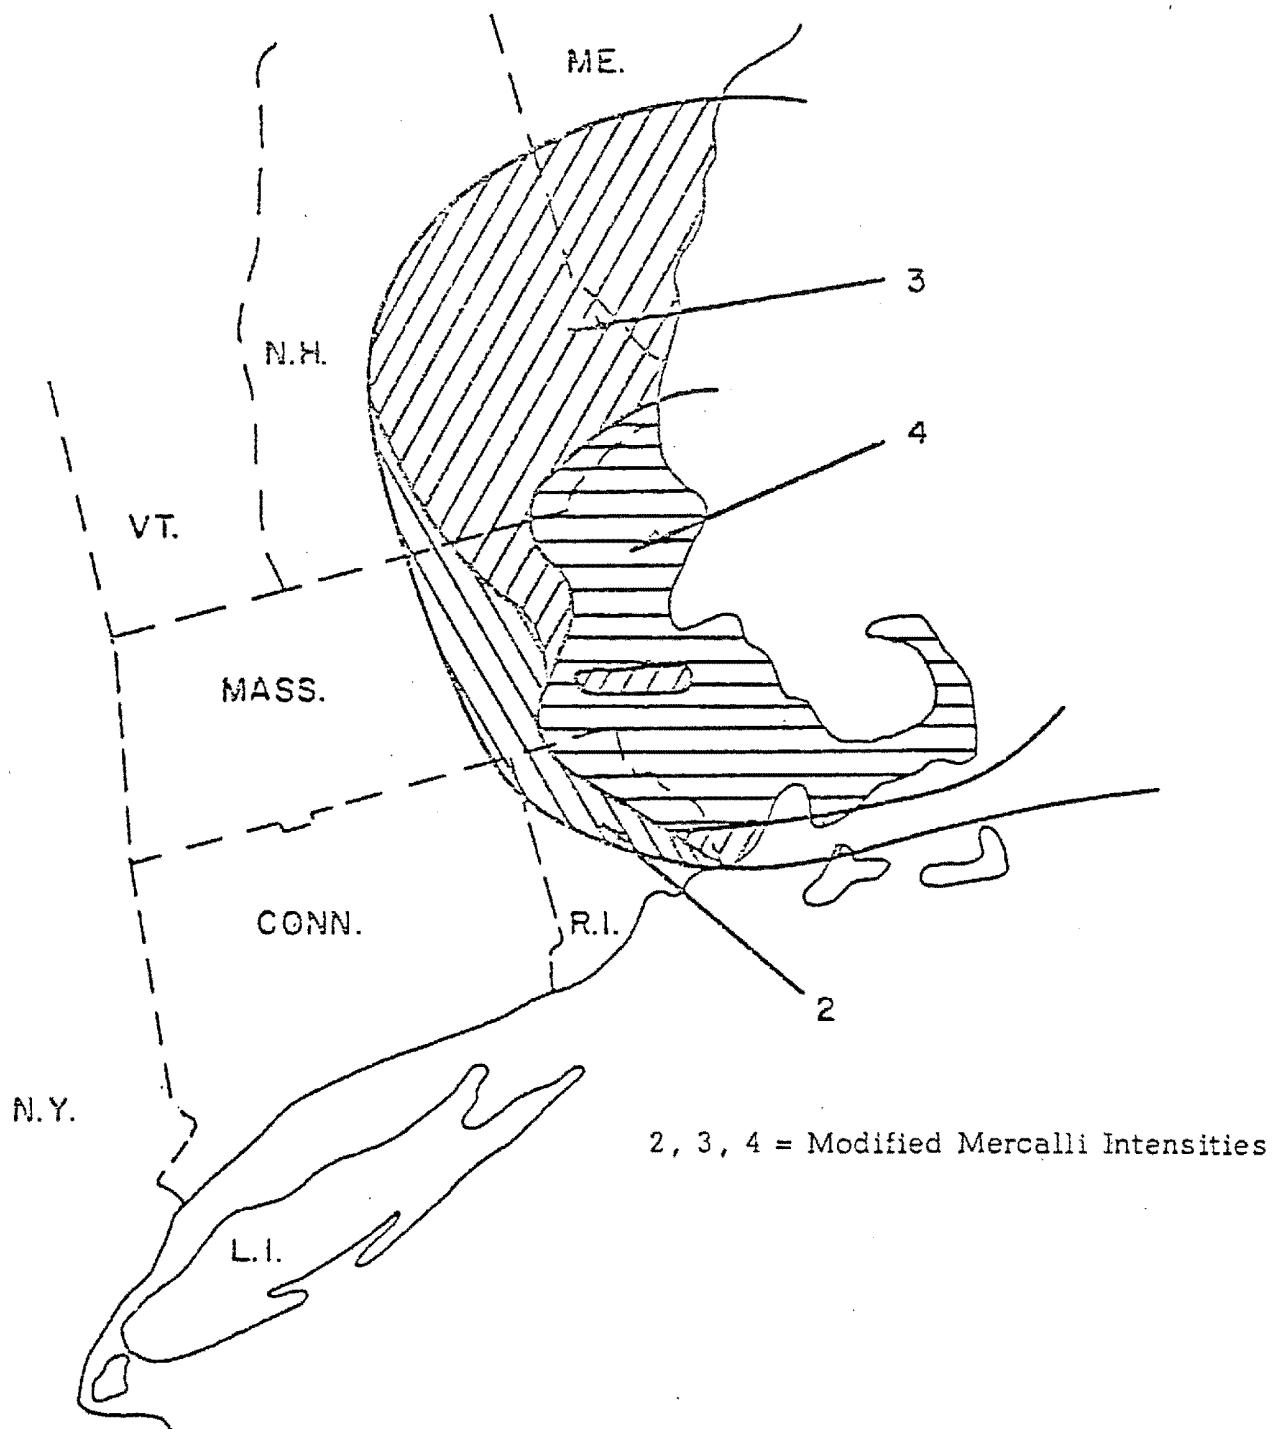 ME.
3
N.H.
4
VT.
MASS.
CONN.
R.I.
2
N.Y.
2, 3, 4 = Modified Mercalli Intensities
L.I.